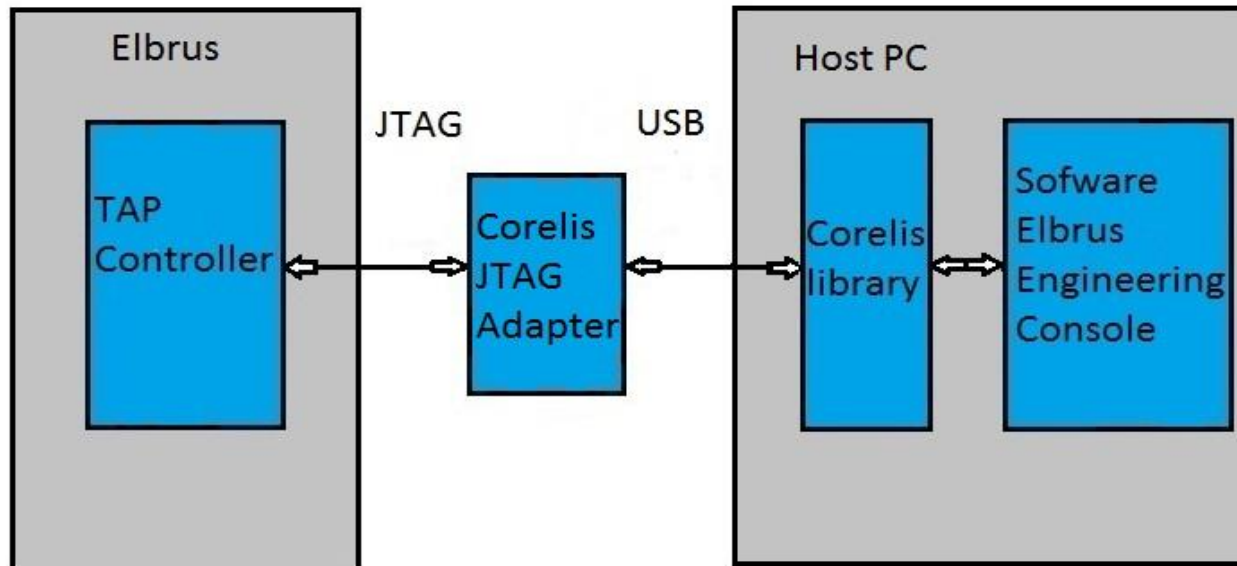 Elbrus
TAP
Controller
JTAG
Corelis
JTAG
Adapter
USB
Host PC
Corelis
library
Sofware
Elbrus
Engineering
Console